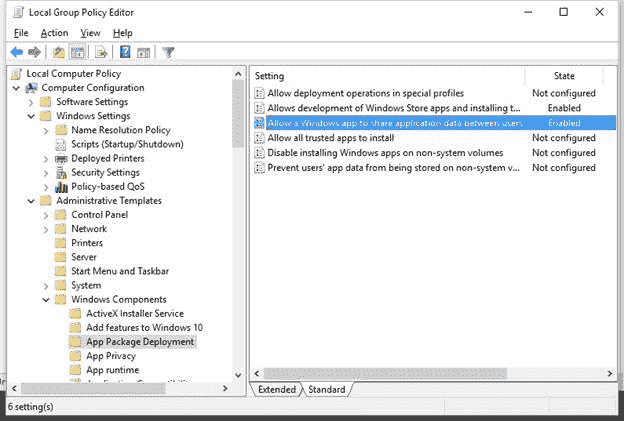 Local Group Policy Editor
File Action View Help
Local Computer Policy
Computer Configuration
Software Settings
Windows Settings
Name Resolution Policy
Scripts (Startup/Shutdown)
Deployed Printers
Security Settings
Policy-based QoS
Administrative Templates
Control Panel
Network
Printers
Server
Start Menu and Taskbar
System
Windows Components
ActiveX Installer Service
Add features to Windows 10
App Package Deployment
App Privacy
App runtime
Setting State
Allow deployment operations in special profiles Not configured
Allows development of Windows Store apps and installing t... Enabled
Allow a Windows app to share application data between users Enabled
Allow all trusted apps to install Not configured
Disable installing Windows apps on non-system volumes Not configured
Prevent users' app data from being stored on non-system v... Not configured
Extended Standard
6 setting(s)